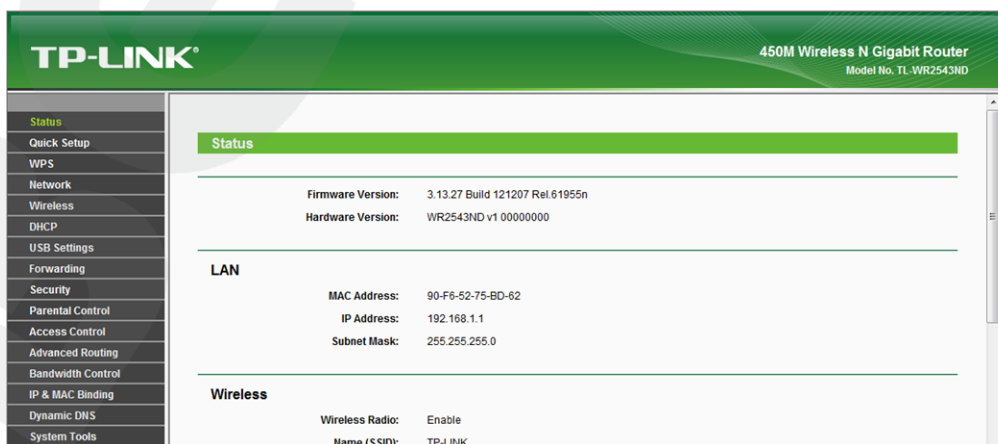 TP-LINK®
450M Wireless N Gigabit Router
Model No. TL-WR2543ND
Status
Quick Setup
WPS
Network
Wireless
DHCP
USB Settings
Forwarding
Security
Parental Control
Access Control
Advanced Routing
Bandwidth Control
IP & MAC Binding
Dynamic DNS
System Tools
Status
Firmware Version: 3.13.27 Build 121207 Rel.61955n
Hardware Version: WR2543ND v1 00000000
LAN
MAC Address: 90-F6-52-75-BD-62
IP Address: 192.168.1.1
Subnet Mask: 255.255.255.0
Wireless
Wireless Radio: Enable
Name (SSID): TP-LINK